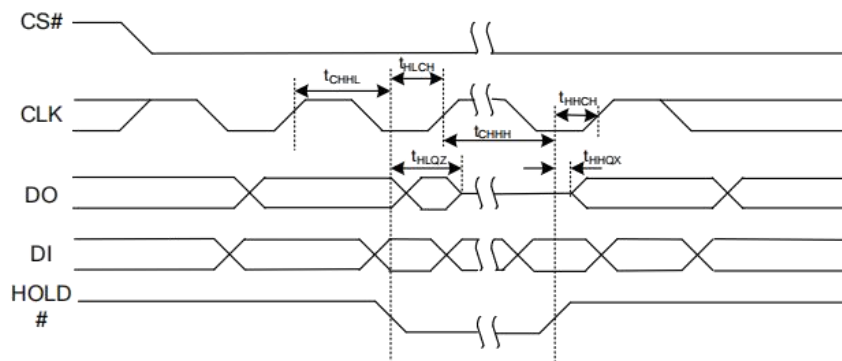 CS#
tCHHL
tHLCH
tHHCH
CLK
tCHHH
tHLQZ
tHHQX
DO
DI
HOLD
#